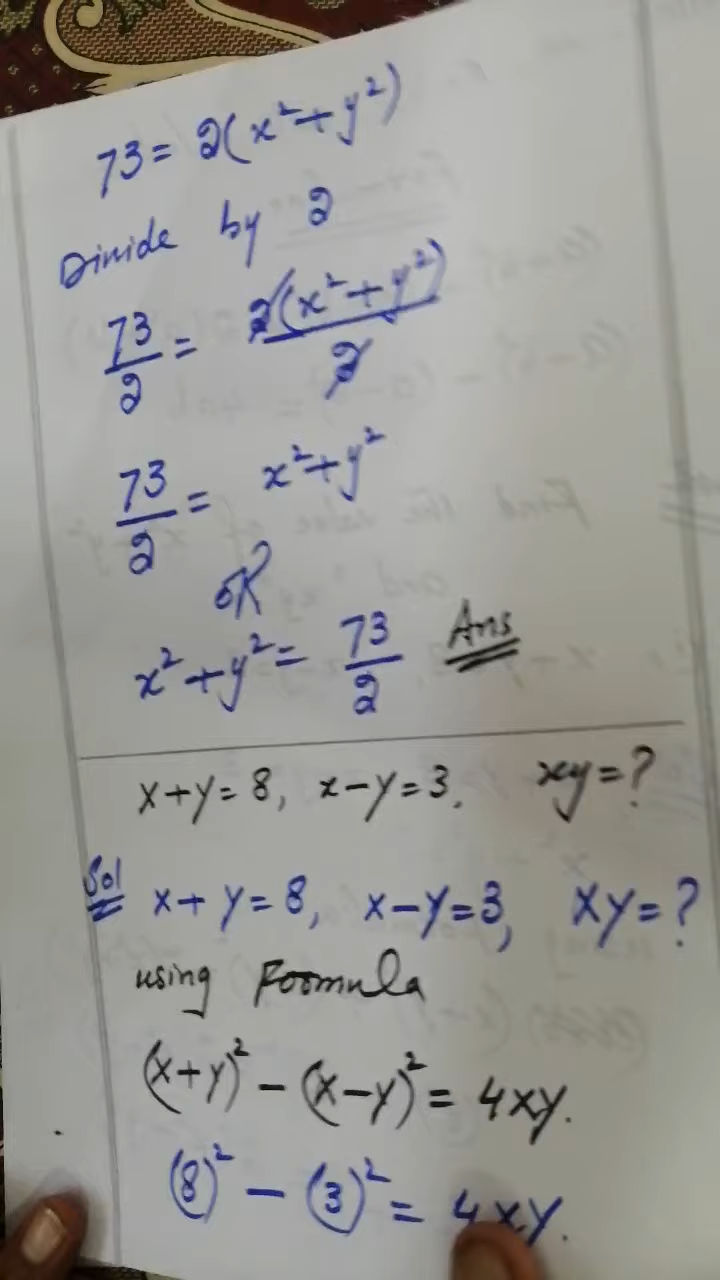 73 = 2(x² + y²)
Divide by 2
73/2 = 2(x² + y²)/2
73/2 = x² + y²
OR
x² + y² = 73/2 Ans
x + y = 8, x - y = 3. xy = ?
Sol x + y = 8, x - y = 3, xy = ?
using Formula
(x + y)² - (x - y)² = 4xy.
(8)² - (3)² = 4xy.